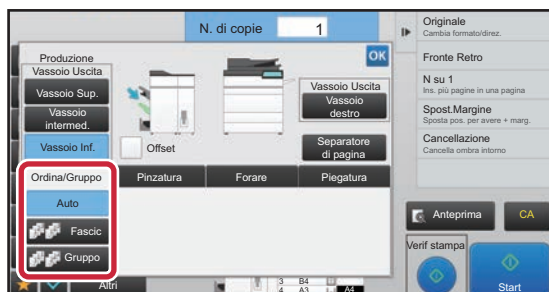 N. di copie 1
OK
Produzione
Vassoio Uscita
Vassoio Sup.
Vassoio
intermed.
Vassoio Inf.
Offset
Vassoio Uscita
Vassoio
destro
Separatore
di pagina
Ordina/Gruppo
Pinzatura
Forare
Piegatura
Auto
Fascic
Gruppo
Altri
3 B4
4 A3
A4
Originale
Cambia formato/direz.
Fronte Retro
N su 1
Ins. più pagine in una pagina
Spost.Margine
Sposta pos. per avere + marg.
Cancellazione
Cancella ombra intorno
Anteprima
CA
Verif stampa
Start